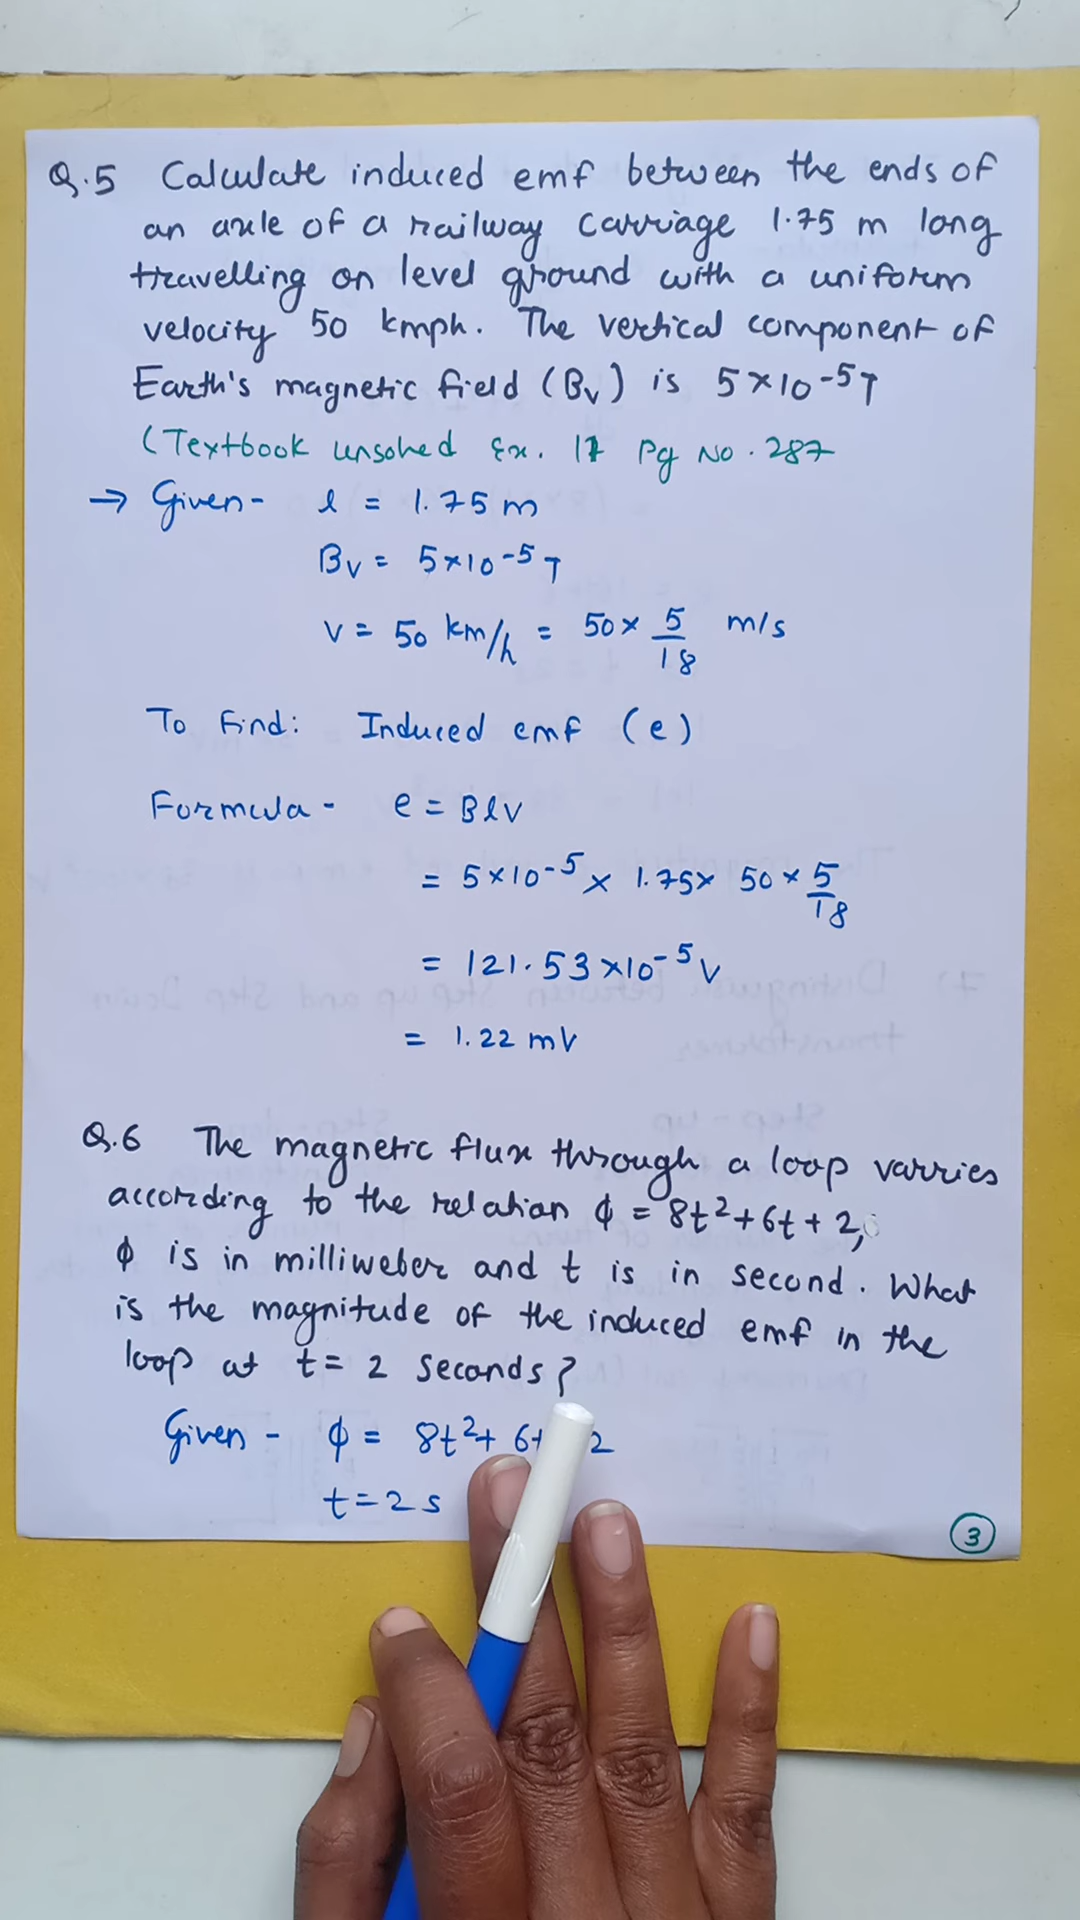 Q.5 Calculate induced emf between the ends of
an axle of a railway carriage 1.75 m long
travelling on level ground with a uniform
velocity 50 kmph. The vertical component of
Earth's magnetic field (Bv) is 5×10⁻⁵T
(Textbook unsolved Ex. 17 Pg No. 287
→ Given- l = 1.75 m
Bv = 5×10⁻⁵ T
v = 50 km/h = 50 × 5/18 m/s
To Find: Induced emf (e)
Formula - e = Blv
= 5×10⁻⁵ × 1.75 × 50 × 5/18
= 121.53 ×10⁻⁵ V
= 1.22 mV
Q.6 The magnetic flux through a loop varries
according to the relation ϕ = 8t²+6t+2,
ϕ is in milliweber and t is in second. What
is the magnitude of the induced emf in the
loop at t= 2 seconds?
Given - ϕ = 8t²+ 6t 2
t=2s
3